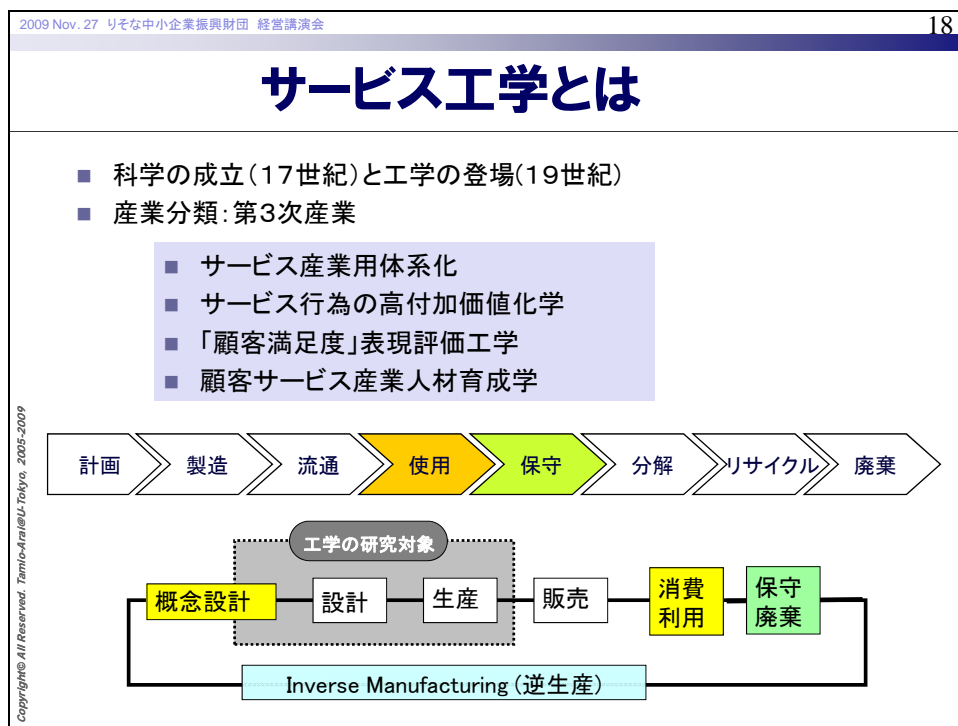 2009 Nov. 27 りそな中小企業振興財団 経営講演会
18
サービス工学とは
科学の成立(17世紀)と工学の登場(19世紀)
産業分類:第3次産業
サービス産業用体系化
サービス行為の高付加価値化学
「顧客満足度」表現評価工学
顧客サービス産業人材育成学
計画 製造 流通 使用 保守 分解 リサイクル 廃棄
工学の研究対象
概念設計 設計 生産 販売 消費 保守
利用 廃棄
Inverse Manufacturing (逆生産)
Copyright© All Reserved. Tamio-Arai@U-Tokyo, 2005-2009